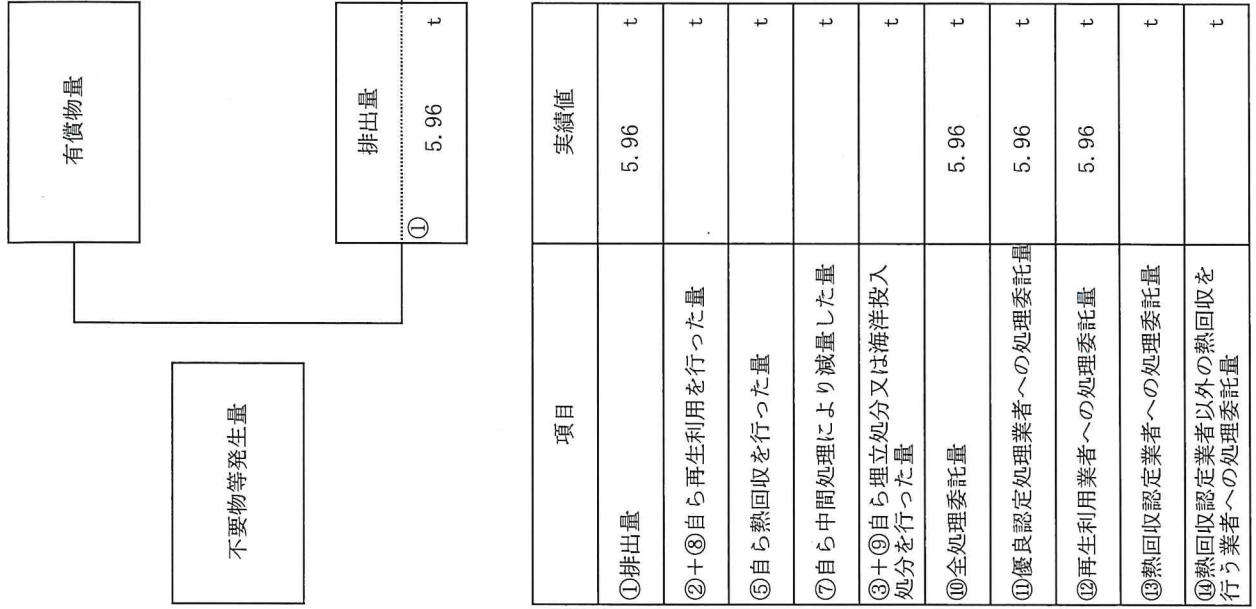 有償物量
不要物等発生量
排出量
① 5.96 t
項目 実績値
①排出量 5.96 t
②+⑧自ら再生利用を行った量 t
⑤自ら熱回収を行った量 t
⑦自ら中間処理により減量した量 t
③+⑨自ら埋立処分又は海洋投入
処分を行った量 t
⑩全処理委託量 5.96 t
⑪優良認定処理業者への処理委託量 5.96 t
⑫再生利用業者への処理委託量 5.96 t
⑬熱回収認定業者への処理委託量 t
⑭熱回収認定業者以外の熱回収を
行う業者への処理委託量 t